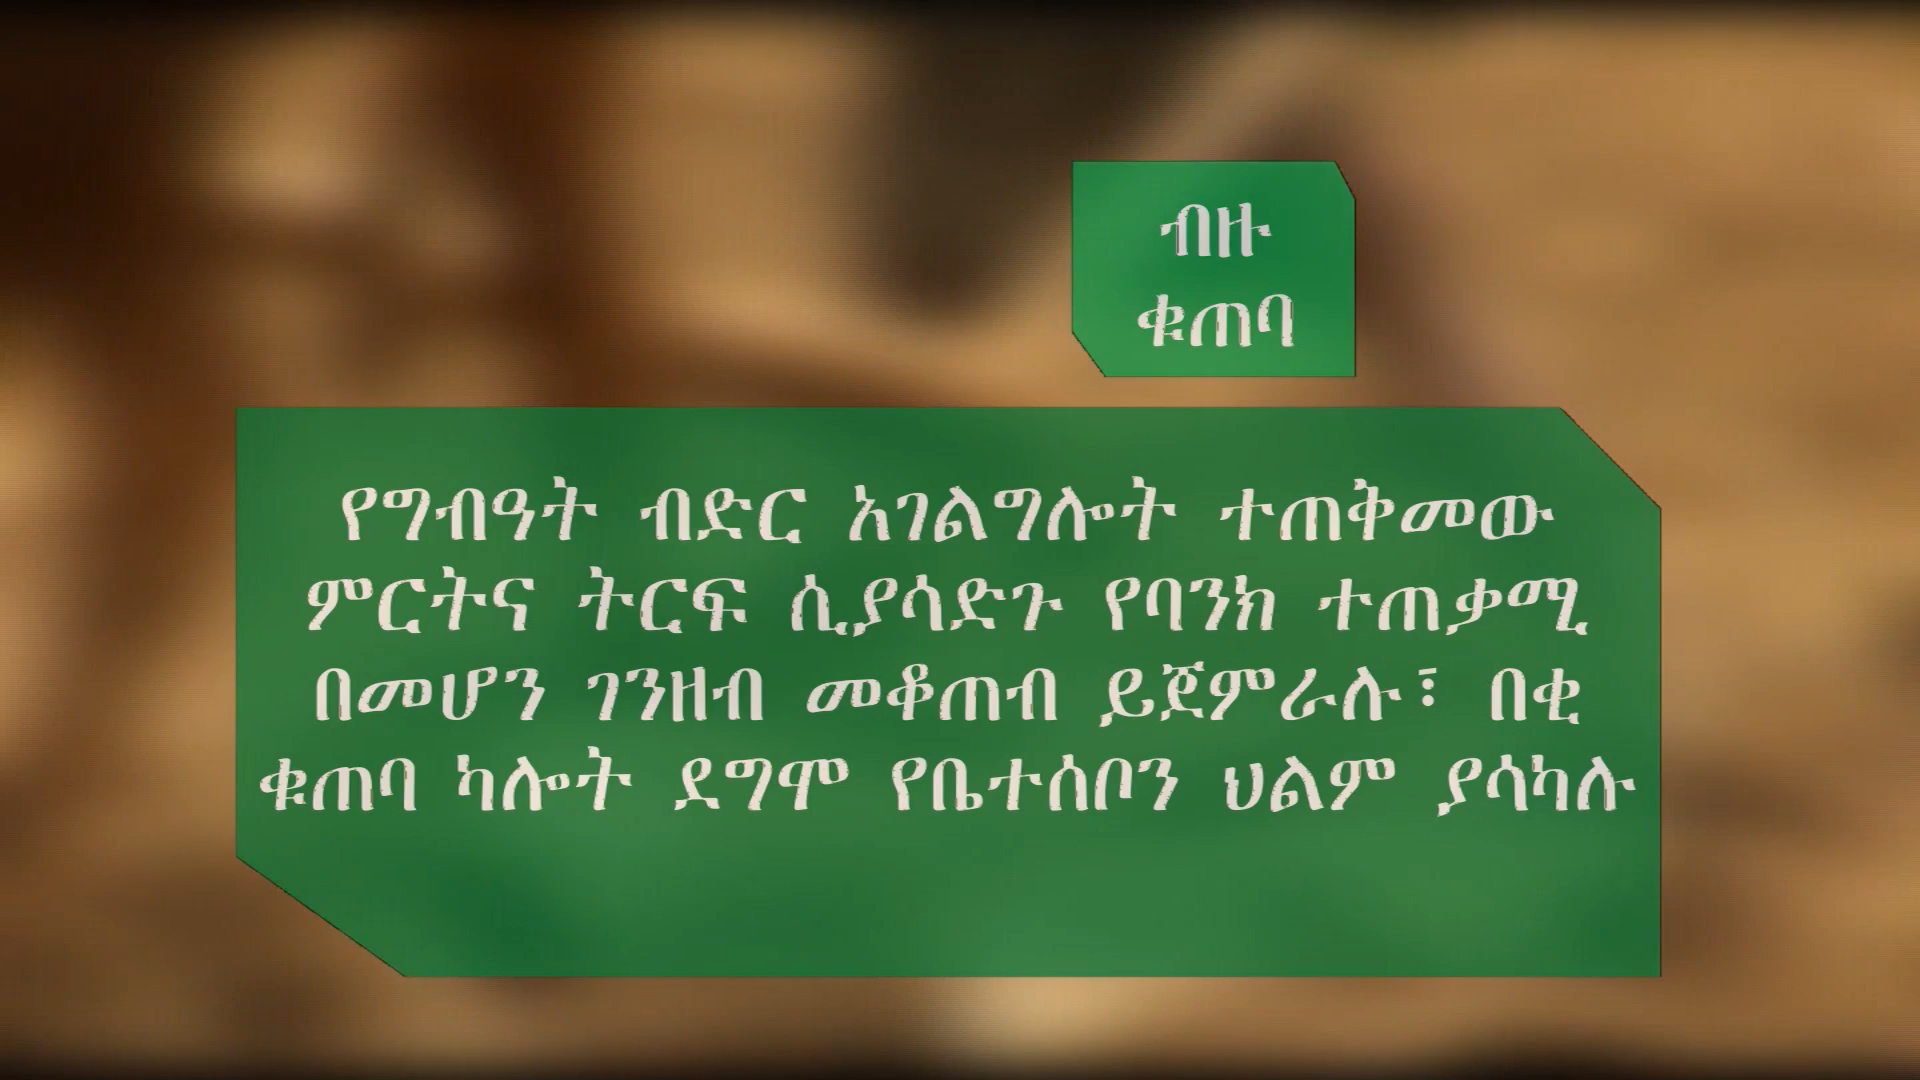 ብዙ
ቁጠባ
የግብዓት ብድር አገልግሎት ተጠቅመው
ምርትና ትርፍ ሲያሳድጉ የባንክ ተጠቃሚ
በመሆን ገንዘብ መቆጠብ ይጀምራሉ፣ በቂ
ቁጠባ ካሎት ደግሞ የቤተሰቦን ህልም ያሳካሉ